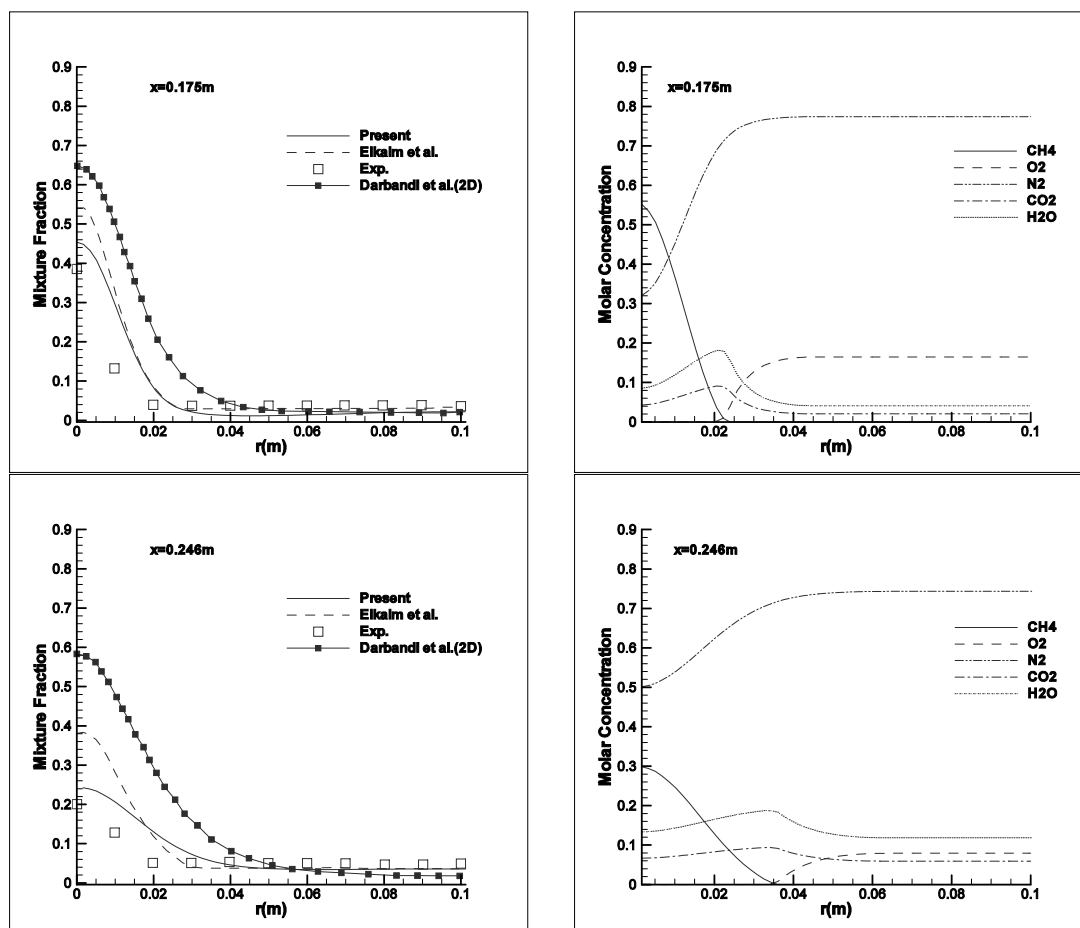 x=0.175m
Present
Elkaim et al.
Exp.
Darbandi et al.(2D)
Mixture Fraction
0.9
0.8
0.7
0.6
0.5
0.4
0.3
0.2
0.1
0
0 0.02 0.04 0.06 0.08 0.1
r(m)
x=0.175m
CH4
O2
N2
CO2
H2O
Molar Concentration
0.9
0.8
0.7
0.6
0.5
0.4
0.3
0.2
0.1
0
0.02 0.04 0.06 0.08 0.1
r(m)
x=0.246m
Present
Elkaim et al.
Exp.
Darbandi et al.(2D)
Mixture Fraction
0.9
0.8
0.7
0.6
0.5
0.4
0.3
0.2
0.1
0
0 0.02 0.04 0.06 0.08 0.1
r(m)
x=0.246m
CH4
O2
N2
CO2
H2O
Molar Concentration
0.9
0.8
0.7
0.6
0.5
0.4
0.3
0.2
0.1
0
0.02 0.04 0.06 0.08 0.1
r(m)